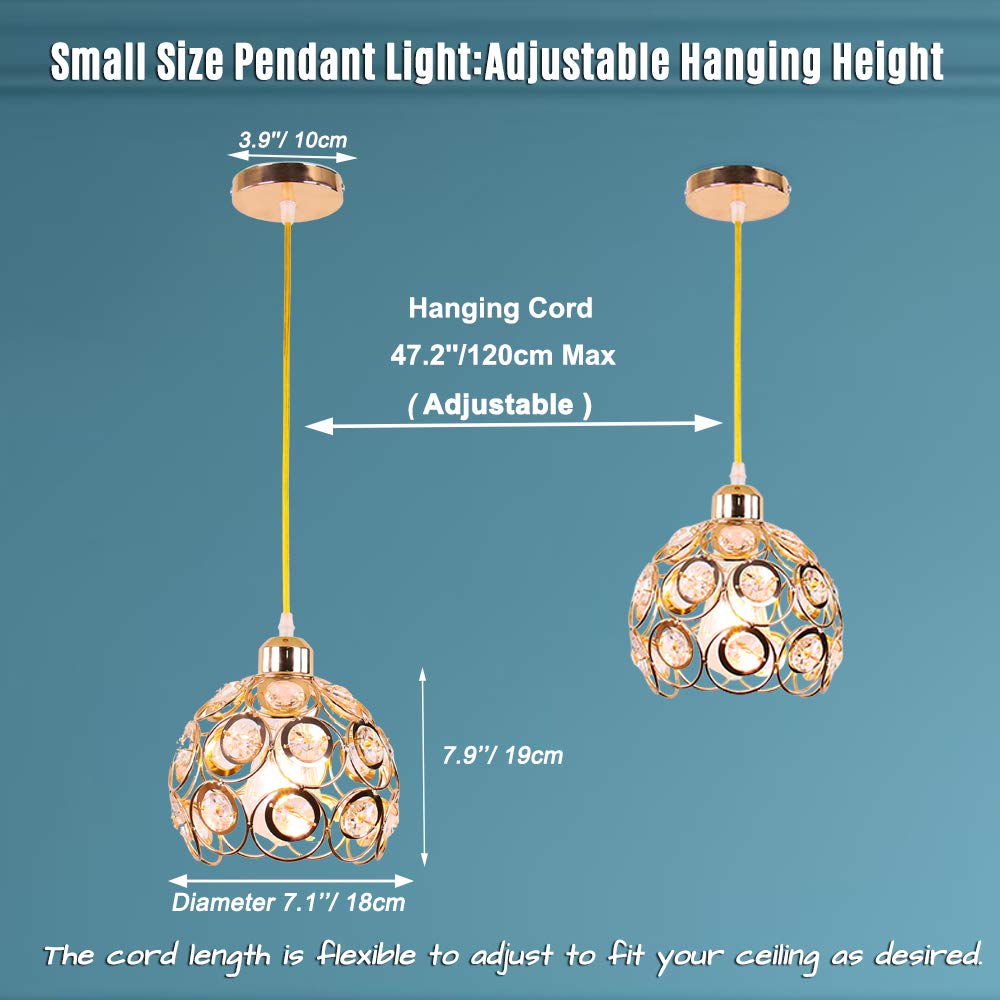 Small Size Pendant Light:Adjustable Hanging Height
3.9"/ 10cm
Hanging Cord
47.2"/120cm Max
( Adjustable )
7.9’’/ 19cm
Diameter 7.1’’/ 18cm
The cord length is flexible to adjust to fit your ceiling as desired.